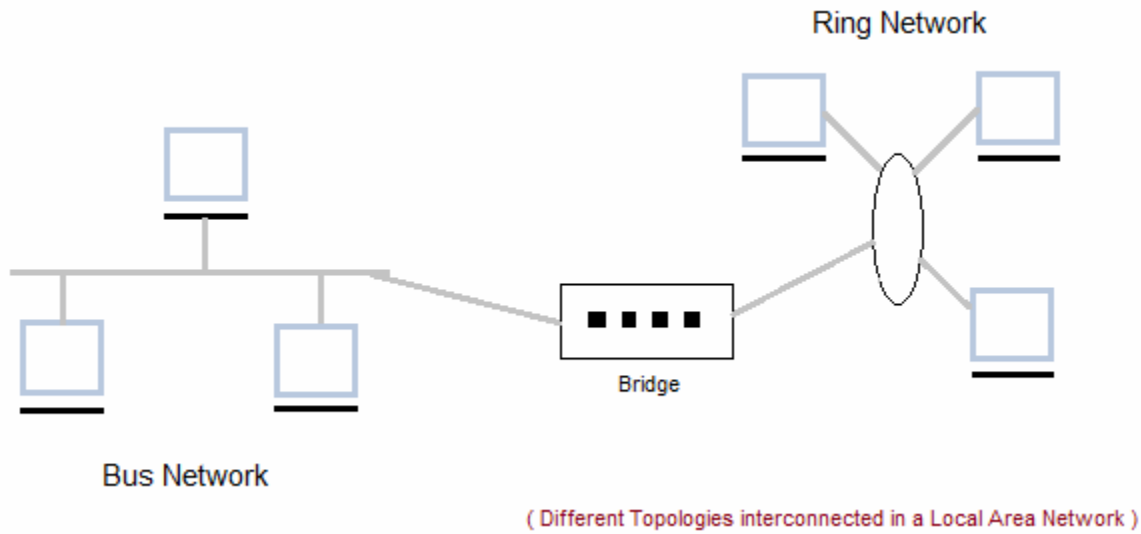 Ring Network
Bridge
Bus Network
( Different Topologies interconnected in a Local Area Network )